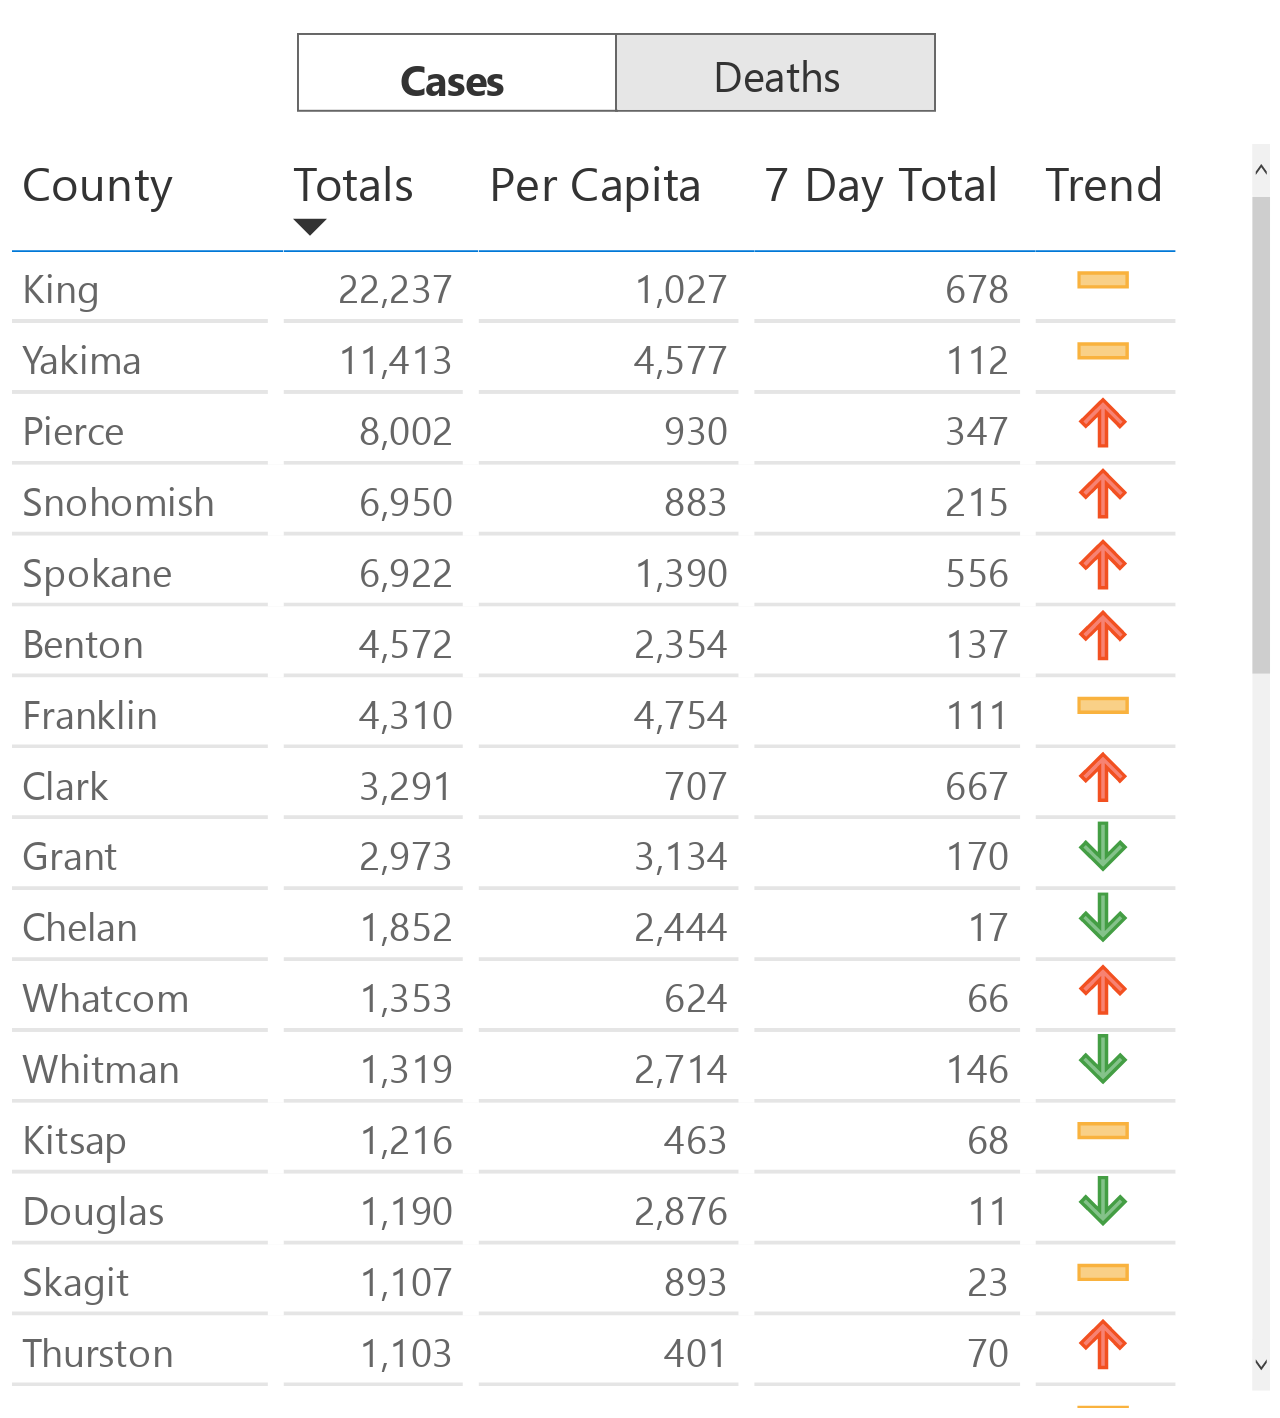 Cases Deaths
County Totals Per Capita 7 Day Total Trend
King 22,237 1,027 678
Yakima 11,413 4,577 112
Pierce 8,002 930 347
Snohomish 6,950 883 215
Spokane 6,922 1,390 556
Benton 4,572 2,354 137
Franklin 4,310 4,754 111
Clark 3,291 707 667
Grant 2,973 3,134 170
Chelan 1,852 2,444 17
Whatcom 1,353 624 66
Whitman 1,319 2,714 146
Kitsap 1,216 463 68
Douglas 1,190 2,876 11
Skagit 1,107 893 23
Thurston 1,103 401 70